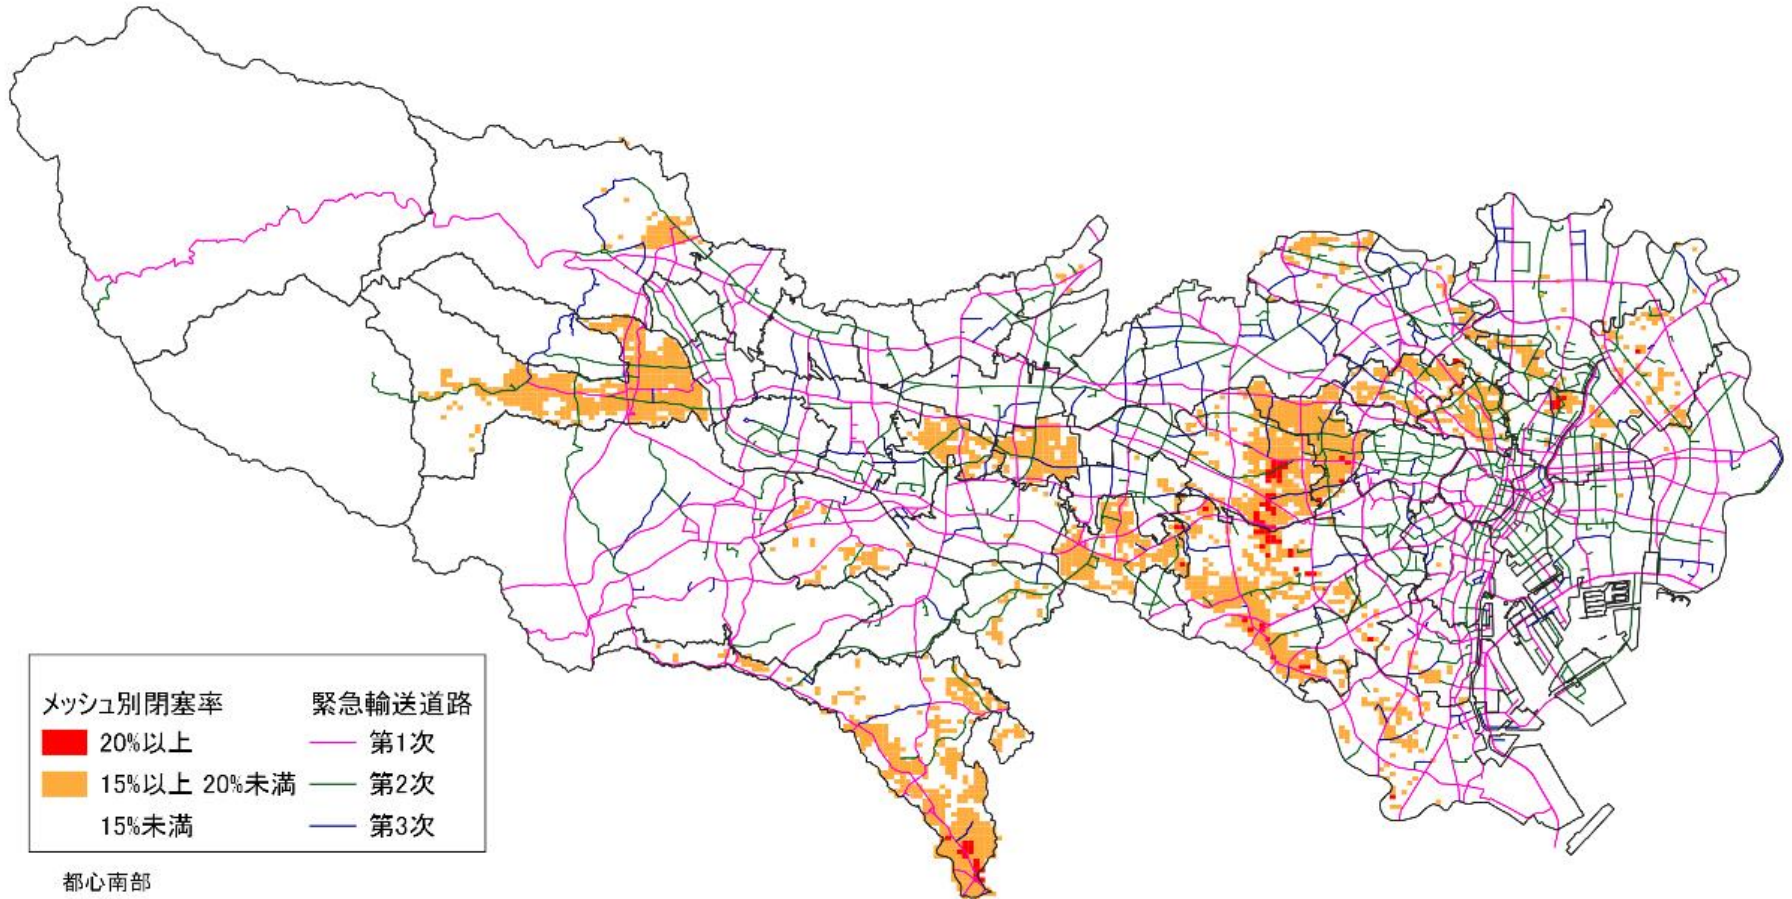 メッシュ別閉塞率 緊急輸送道路
20%以上 第1次
15%以上 20%未満 第2次
15%未満 第3次
都心南部